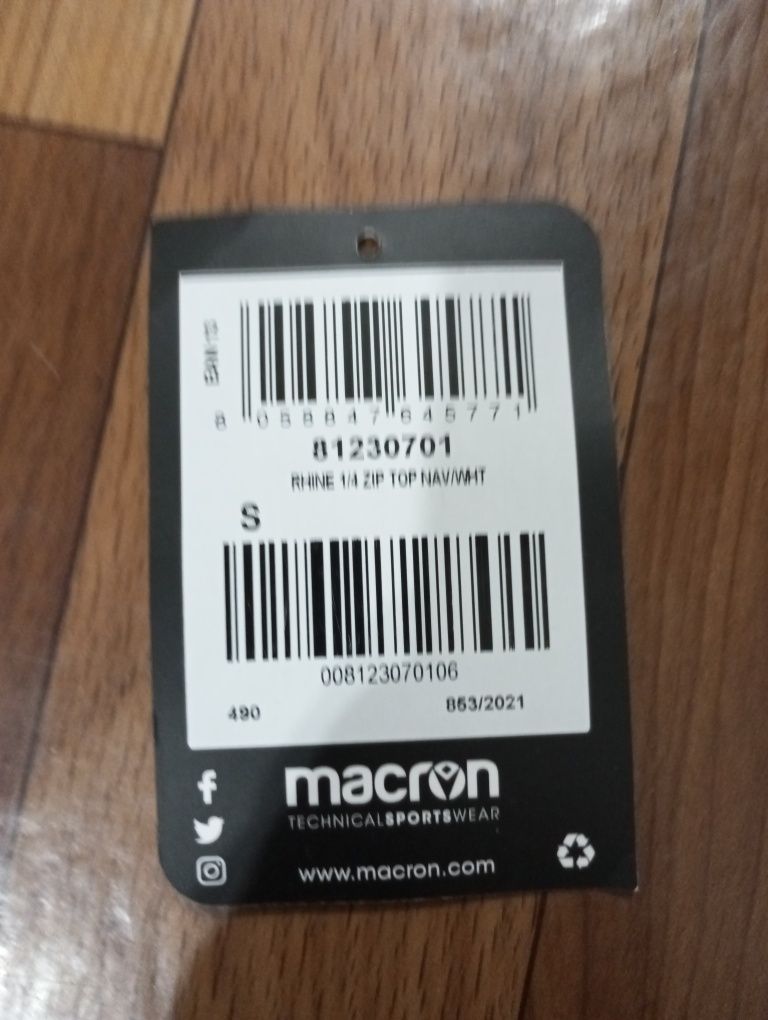 8 058847 645771
81230701
RHINE 1/4 ZIP TOP NAV/WHT
S
008123070106
490 853/2021
macron
TECHNICALSPORTSWEAR
www.macron.com